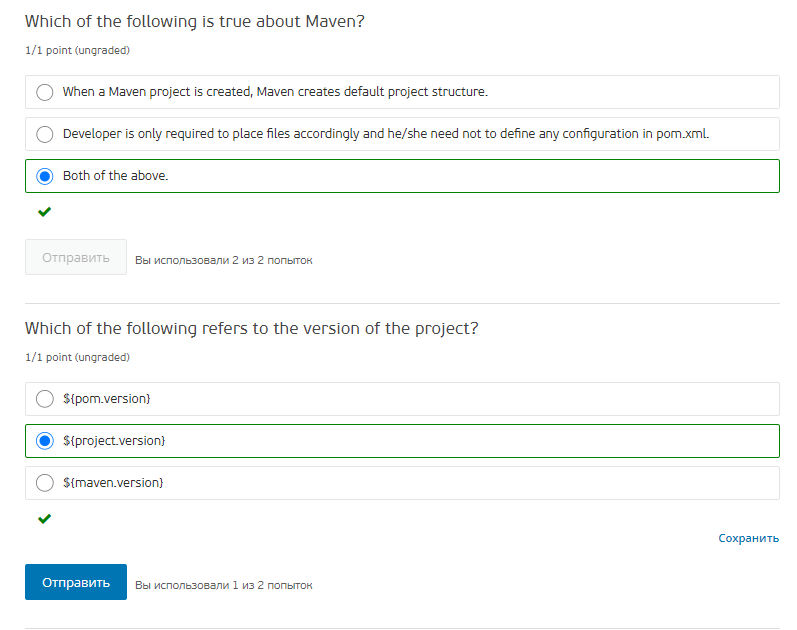 Which of the following is true about Maven?
1/1 point (ungraded)
When a Maven project is created, Maven creates default project structure.
Developer is only required to place files accordingly and he/she need not to define any configuration in pom.xml.
Both of the above.
Отправить Вы использовали 2 из 2 попыток
Which of the following refers to the version of the project?
1/1 point (ungraded)
${pom.version}
${project.version}
${maven.version}
Сохранить
Отправить Вы использовали 1 из 2 попыток